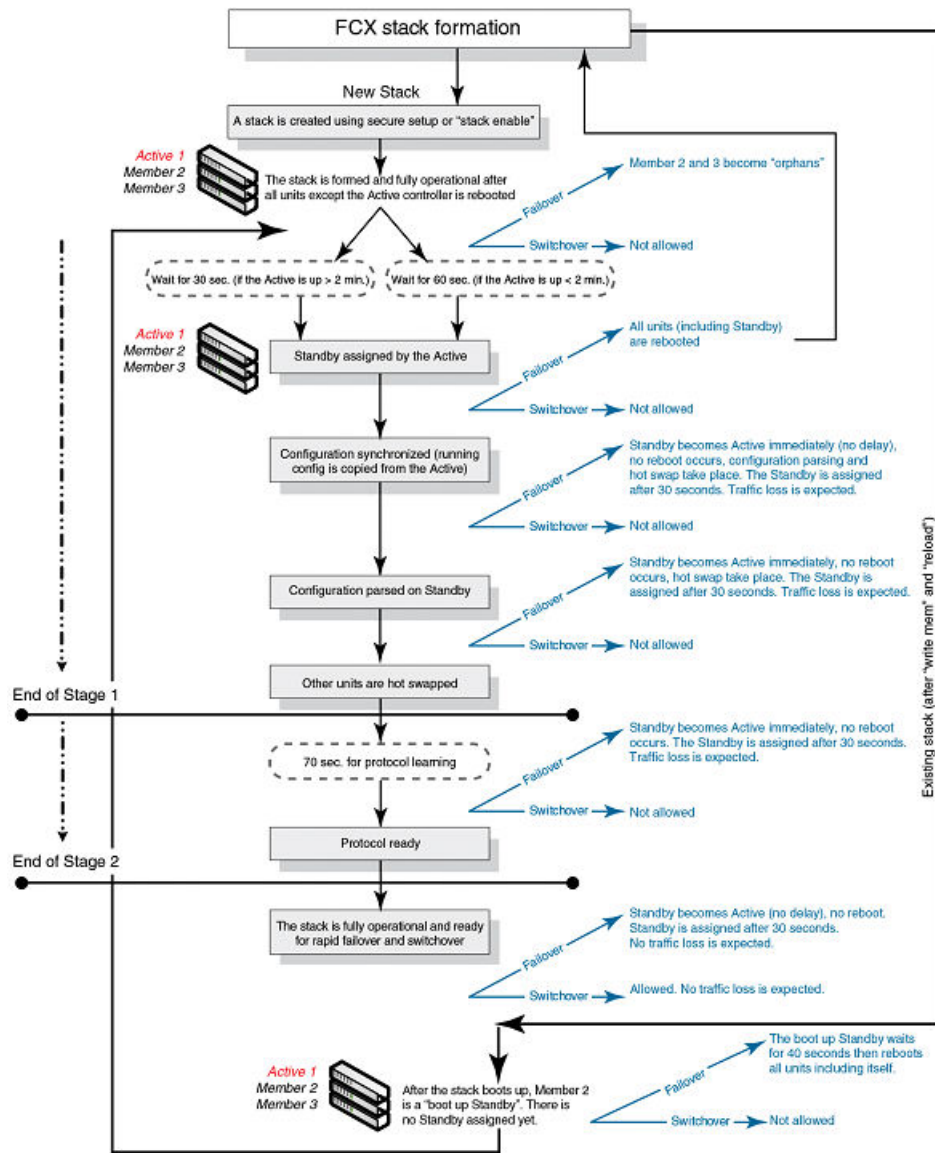 FCX stack formation
New Stack
A stack is created using secure setup or "stack enable"
Active 1
Member 2
Member 3
The stack is formed and fully operational after
all units except the Active controller is rebooted
Failover
Member 2 and 3 become "orphans"
Switchover
Not allowed
Wait for 30 sec. (if the Active is up > 2 min.)
Wait for 60 sec. (if the Active is up < 2 min.)
Active 1
Member 2
Member 3
Standby assigned by the Active
Failover
All units (including Standby)
are rebooted
Switchover
Not allowed
Configuration synchronized (running
config is copied from the Active)
Failover
Standby becomes Active immediately (no delay),
no reboot occurs, configuration parsing and
hot swap take place. The Standby is assigned
after 30 seconds. Traffic loss is expected.
Switchover
Not allowed
Configuration parsed on Standby
Failover
Standby becomes Active immediately, no reboot
occurs, hot swap take place. The Standby is
assigned after 30 seconds. Traffic loss is expected.
Switchover
Not allowed
Other units are hot swapped
End of Stage 1
70 sec. for protocol learning
Failover
Standby becomes Active immediately, no reboot
occurs. The Standby is assigned after 30 seconds.
Traffic loss is expected.
Switchover
Not allowed
Protocol ready
End of Stage 2
The stack is fully operational and ready
for rapid failover and switchover
Failover
Standby becomes Active (no delay), no reboot.
Standby is assigned after 30 seconds.
No traffic loss is expected.
Switchover
Allowed. No traffic loss is expected.
Existing stack (after "write mem" and "reload")
Active 1
Member 2
Member 3
After the stack boots up, Member 2
is a "boot up Standby". There is
no Standby assigned yet.
Failover
The boot up Standby waits
for 40 seconds then reboots
all units including itself.
Switchover
Not allowed